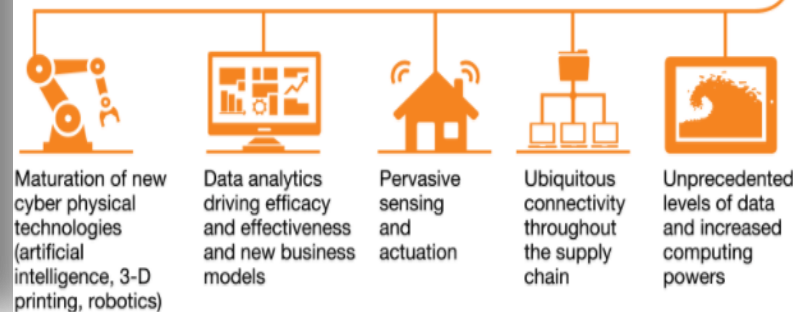 Maturation of new
cyber physical
technologies
(artificial
intelligence, 3-D
printing, robotics)
Data analytics
driving efficacy
and effectiveness
and new business
models
Pervasive
sensing
and
actuation
Ubiquitous
connectivity
throughout
the supply
chain
Unprecedented
levels of data
and increased
computing
powers